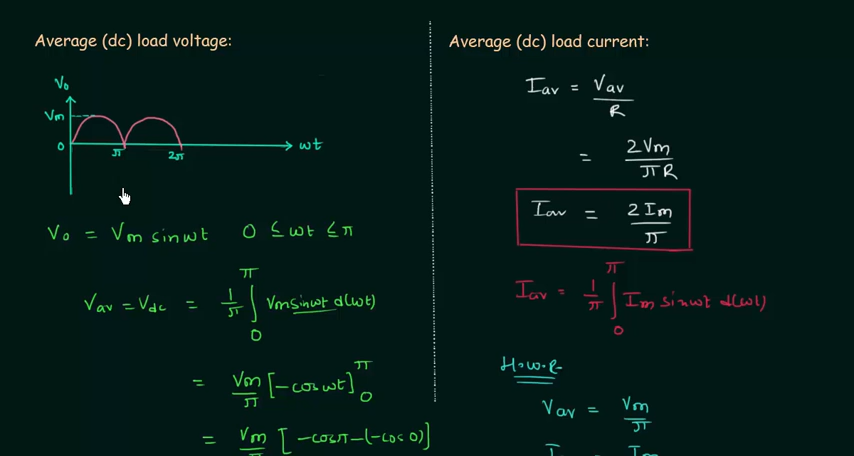 Average (dc) load voltage:
V₀
Vm
0
π
2π
ωt
V₀ = Vm sinωt 0 ≤ ωt ≤ π
Vav = Vdc = 1/π ∫₀^π Vm sinωt d(ωt)
= Vm/π [-cosωt]₀^π
= Vm/π [-cosπ-(-cos0)]
Average (dc) load current:
Iav = Vav/R
= 2Vm/πR
Iav = 2Im/π
Iav = 1/π ∫₀^π Im sinωt d(ωt)
H.W.R
Vav = Vm/π
= Im